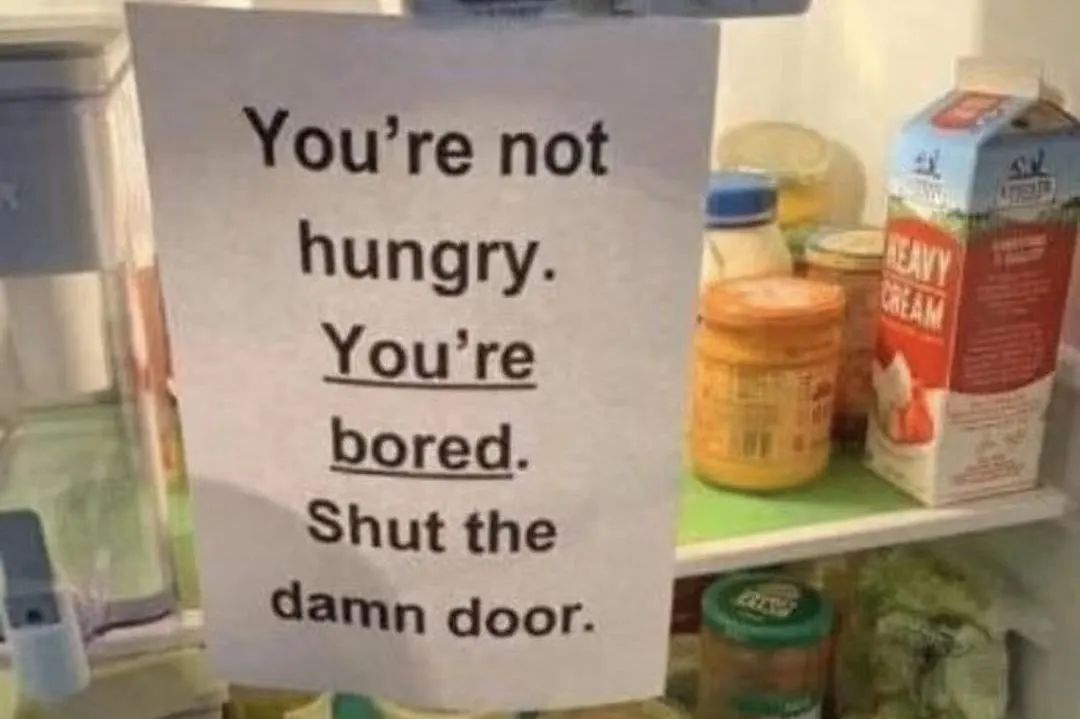 You’re not
hungry.
You’re
bored.
Shut the
damn door.
HEAVY
CREAM